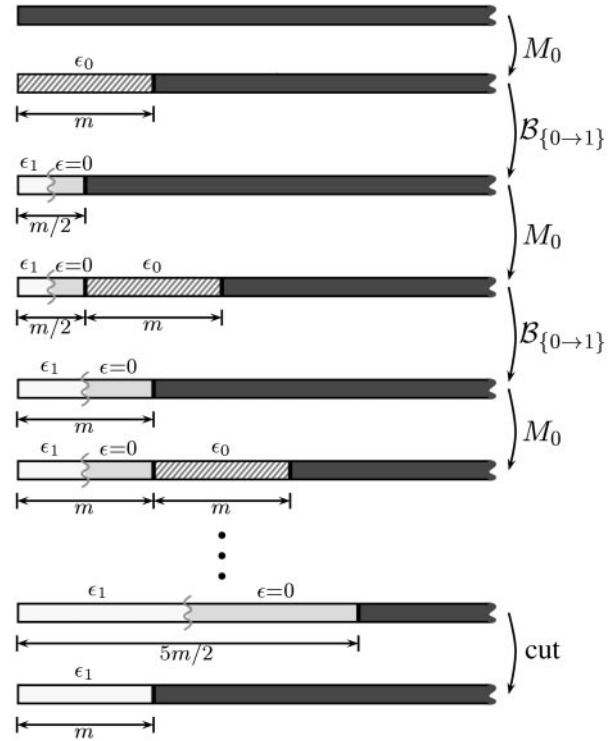 M₀
ϵ₀
m
B{0→1}
ϵ₁ ϵ=0
m/2
M₀
ϵ₁ ϵ=0 ϵ₀
m/2 m
B{0→1}
ϵ₁ ϵ=0
m
M₀
ϵ₁ ϵ=0 ϵ₀
m m
ϵ₁ ϵ=0
5m/2
cut
ϵ₁
m